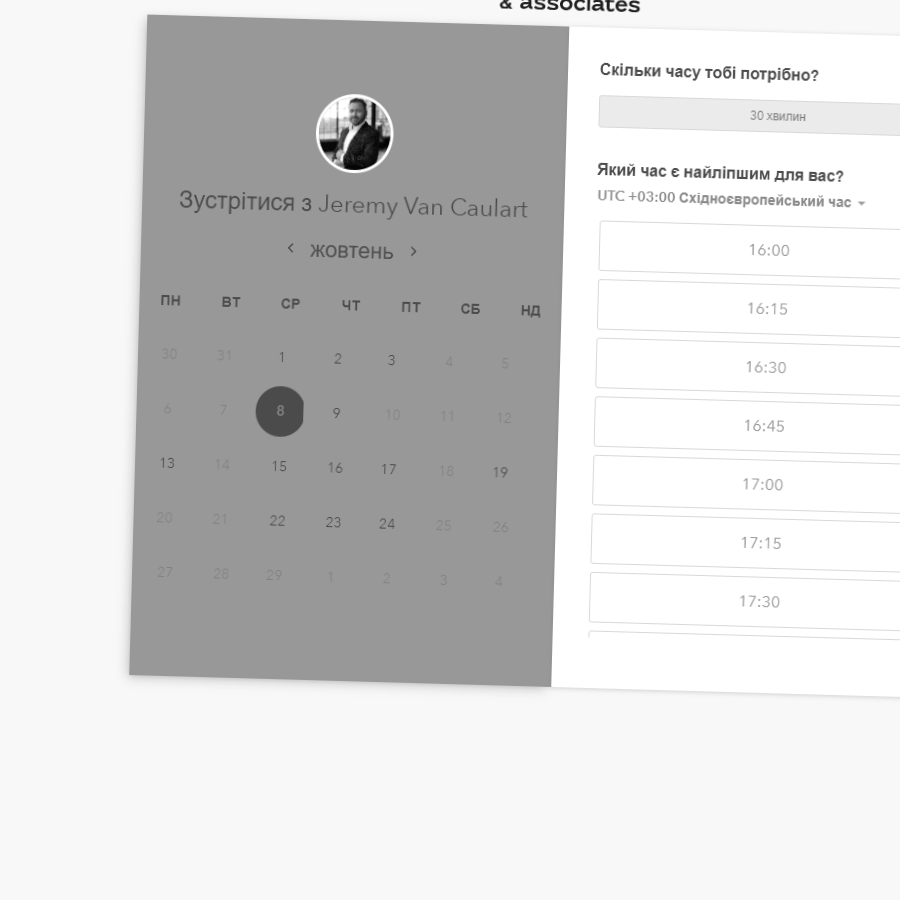 & associates
Зустрітися з Jeremy Van Caulart
жовтень
ПН ВТ СР ЧТ ПТ СБ НД
30 31 1 2 3 4 5
6 7 8 9 10 11 12
13 14 15 16 17 18 19
20 21 22 23 24 25 26
27 28 29 1 2 3 4
Скільки часу тобі потрібно?
30 хвилин
Який час є найліпшим для вас?
UTC +03:00 Східноєвропейський час
16:00
16:15
16:30
16:45
17:00
17:15
17:30